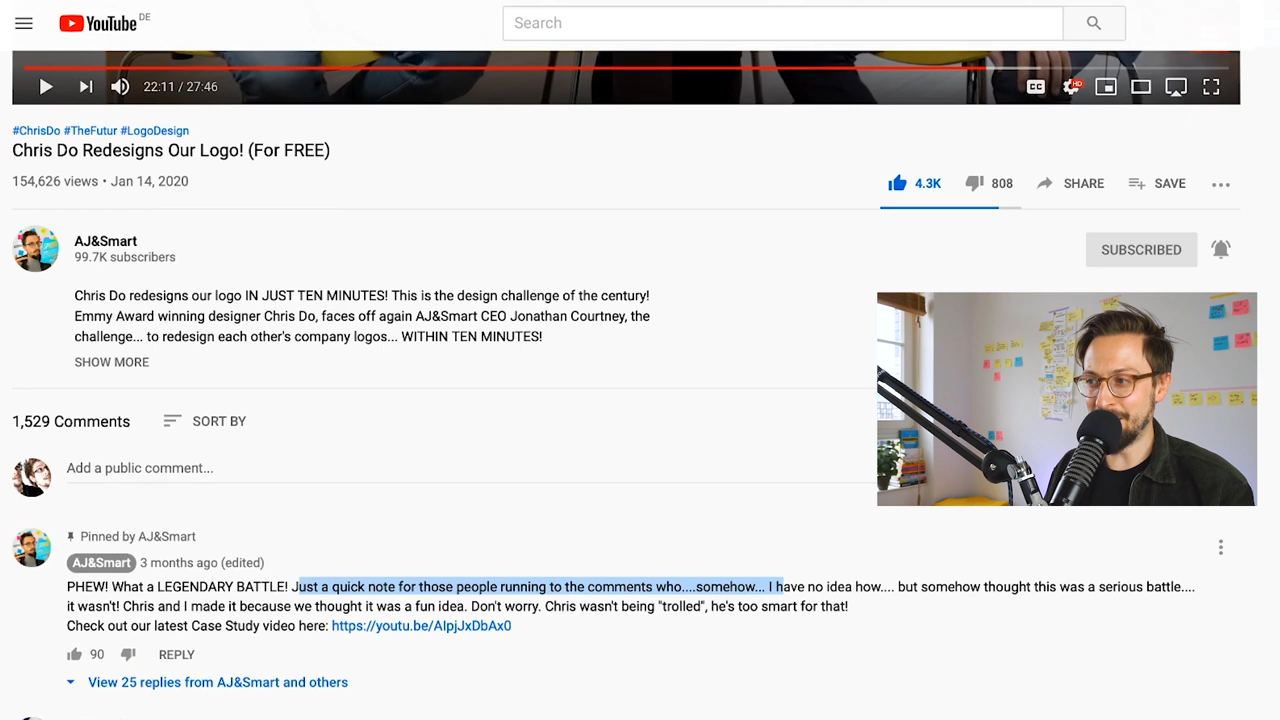 YouTube DE
Search
22:11 / 27:46
CC
HD
#ChrisDo #TheFutur #LogoDesign
Chris Do Redesigns Our Logo! (For FREE)
154,626 views • Jan 14, 2020
4.3K
808
SHARE
SAVE
AJ&Smart
99.7K subscribers
SUBSCRIBED
Chris Do redesigns our logo IN JUST TEN MINUTES! This is the design challenge of the century!
Emmy Award winning designer Chris Do, faces off again AJ&Smart CEO Jonathan Courtney, the
challenge... to redesign each other's company logos... WITHIN TEN MINUTES!
SHOW MORE
1,529 Comments
SORT BY
Add a public comment...
Pinned by AJ&Smart
AJ&Smart 3 months ago (edited)
PHEW! What a LEGENDARY BATTLE! Just a quick note for those people running to the comments who....somehow... I have no idea how.... but somehow thought this was a serious battle....
it wasn't! Chris and I made it because we thought it was a fun idea. Don't worry. Chris wasn't being "trolled", he's too smart for that!
Check out our latest Case Study video here: https://youtu.be/AIpjJxDbAx0
90
REPLY
View 25 replies from AJ&Smart and others